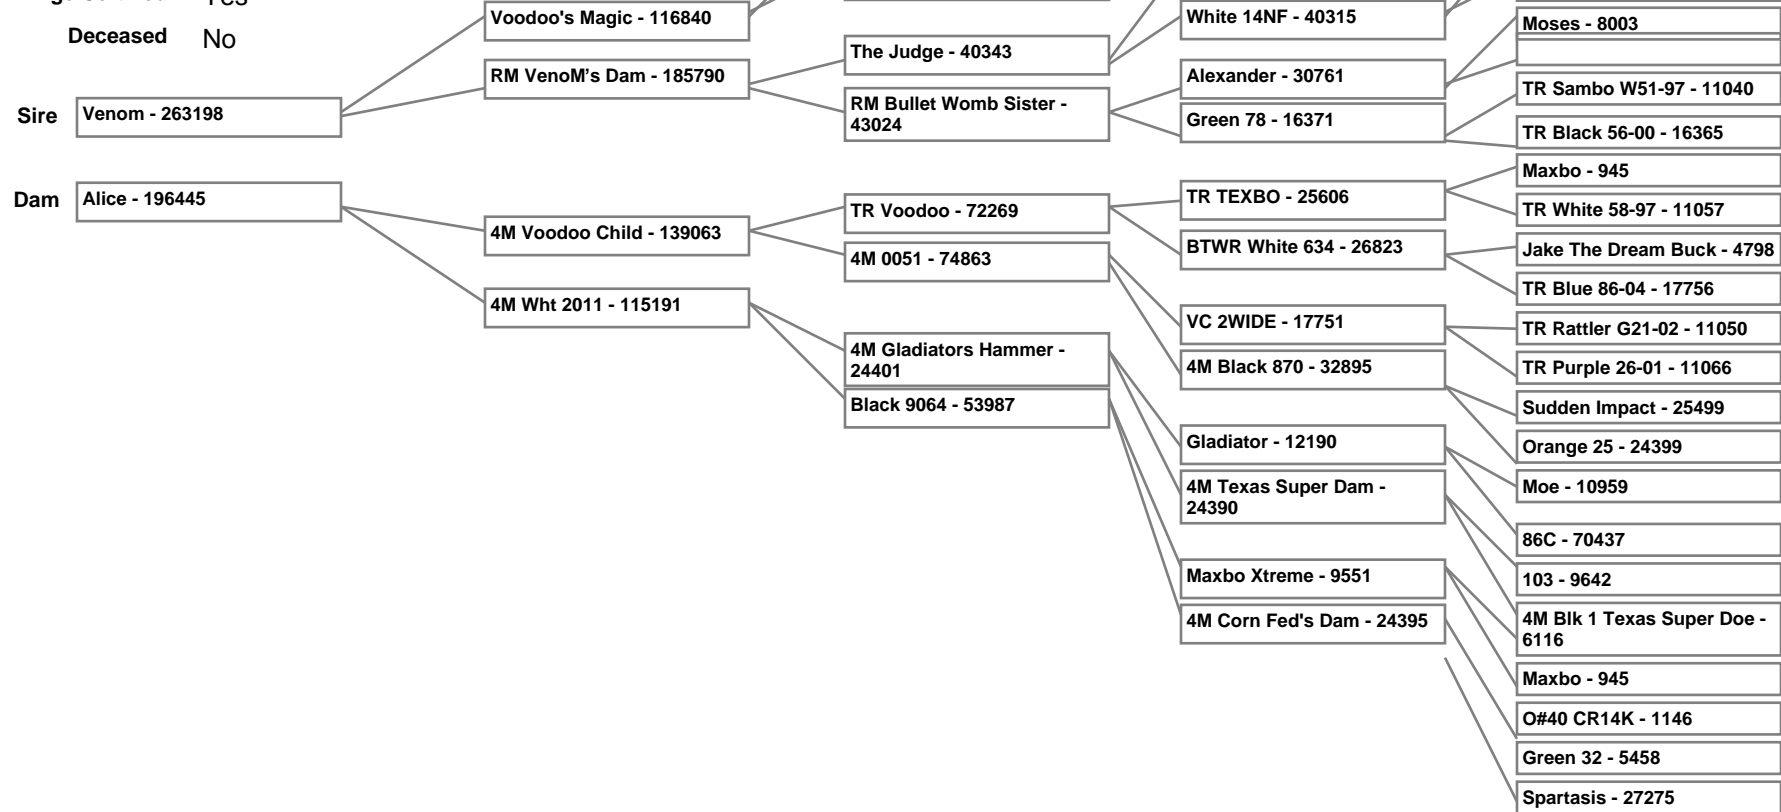 Yes
Deceased No
Sire
Venom - 263198
Dam
Alice - 196445
Voodoo's Magic - 116840
RM VenoM's Dam - 185790
4M Voodoo Child - 139063
4M Wht 2011 - 115191
The Judge - 40343
RM Bullet Womb Sister -
43024
TR Voodoo - 72269
4M 0051 - 74863
4M Gladiators Hammer -
24401
Black 9064 - 53987
White 14NF - 40315
Alexander - 30761
Green 78 - 16371
TR TEXBO - 25606
BTWR White 634 - 26823
VC 2WIDE - 17751
4M Black 870 - 32895
Gladiator - 12190
4M Texas Super Dam -
24390
Maxbo Xtreme - 9551
4M Corn Fed's Dam - 24395
Moses - 8003
TR Sambo W51-97 - 11040
TR Black 56-00 - 16365
Maxbo - 945
TR White 58-97 - 11057
Jake The Dream Buck - 4798
TR Blue 86-04 - 17756
TR Rattler G21-02 - 11050
TR Purple 26-01 - 11066
Sudden Impact - 25499
Orange 25 - 24399
Moe - 10959
86C - 70437
103 - 9642
4M Blk 1 Texas Super Doe -
6116
Maxbo - 945
O#40 CR14K - 1146
Green 32 - 5458
Spartasis - 27275